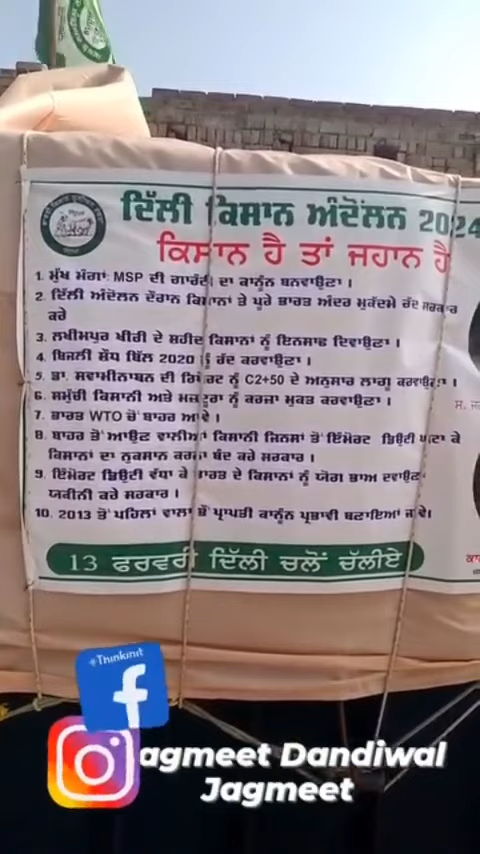 ਦਿੱਲੀ ਕਿਸਾਨ ਅੰਦੋਲਨ 2024
ਕਿਸਾਨ ਹੈ ਤਾਂ ਜਹਾਨ ਹੈ
1. ਮੁੱਖ ਮੰਗਾਂ: MSP ਦੀ ਗਾਰੰਟੀ ਦਾ ਕਾਨੂੰਨ ਬਨਵਾਉਣਾ ।
2. ਦਿੱਲੀ ਅੰਦੋਲਨ ਦੌਰਾਨ ਕਿਸਾਨਾਂ ਤੇ ਪੂਰੇ ਭਾਰਤ ਅੰਦਰ ਮੁਕੱਦਮੇ ਰੱਦ ਸਰਕਾਰ
ਕਰੇ
3. ਲਖੀਮਪੁਰ ਖੀਰੀ ਦੇ ਸ਼ਹੀਦ ਕਿਸਾਨਾਂ ਨੂੰ ਇਨਸਾਫ ਦਿਵਾਉਣਾ ।
4. ਬਿਜਲੀ ਸੋਧ ਬਿੱਲ 2020 ਨੂੰ ਰੱਦ ਕਰਵਾਉਣਾ ।
5. ਡਾ. ਸਵਾਮੀਨਾਥਨ ਦੀ ਰਿਪੋਰਟ ਨੂੰ C2+50 ਦੇ ਅਨੁਸਾਰ ਲਾਗੂ ਕਰਵਾਉਣਾ ।
6. ਸਮੁੱਚੀ ਕਿਸਾਨੀ ਅਤੇ ਮਜ਼ਦੂਰਾ ਨੂੰ ਕਰਜ਼ਾ ਮੁਕਤ ਕਰਵਾਉਣਾ ।
7. ਭਾਰਤ WTO ਚੋਂ ਬਾਹਰ ਆਵੇ ।
8. ਬਾਹਰ ਤੋਂ ਆਉਣ ਵਾਲੀਆਂ ਕਿਸਾਨੀ ਜਿਨਸਾਂ ਤੋਂ ਇੰਮੋਰਟ ਡਿਉਟੀ ਘਟਾ ਕੇ
ਕਿਸਾਨਾਂ ਦਾ ਨੁਕਸਾਨ ਕਰਨਾ ਬੰਦ ਕਰੇ ਸਰਕਾਰ ।
9. ਇੰਮੋਰਟ ਡਿਉਟੀ ਵੱਧਾ ਕੇ ਭਾਰਤ ਦੇ ਕਿਸਾਨਾਂ ਨੂੰ ਯੋਗ ਭਾਅ ਦਵਾਉਣਾ
ਯਕੀਨੀ ਕਰੇ ਸਰਕਾਰ ।
10. 2013 ਤੋਂ ਪਹਿਲਾਂ ਵਾਲਾ ਭੌਂ ਪ੍ਰਾਪਤੀ ਕਾਨੂੰਨ ਪ੍ਰਭਾਵੀ ਬਣਾਇਆਂ ਜਾਵੇ।
13 ਫਰਵਰੀ ਦਿੱਲੀ ਚਲੋਂ ਚੱਲੀਏ
@Thinkinit
Jagmeet Dandiwal
Jagmeet